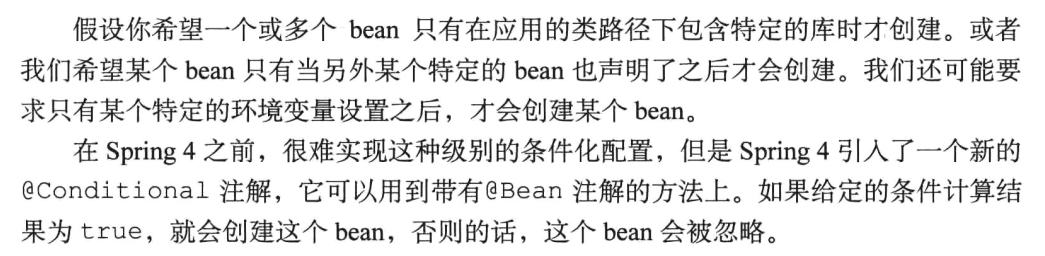 假设你希望一个或多个 bean 只有在应用的类路径下包含特定的库时才创建。或者
我们希望某个 bean 只有当另外某个特定的 bean 也声明了之后才会创建。我们还可能要
求只有某个特定的环境变量设置之后，才会创建某个 bean。
在 Spring 4 之前，很难实现这种级别的条件化配置，但是 Spring 4 引入了一个新的
@Conditional 注解，它可以用到带有@Bean 注解的方法上。如果给定的条件计算结
果为 true，就会创建这个 bean，否则的话，这个 bean 会被忽略。